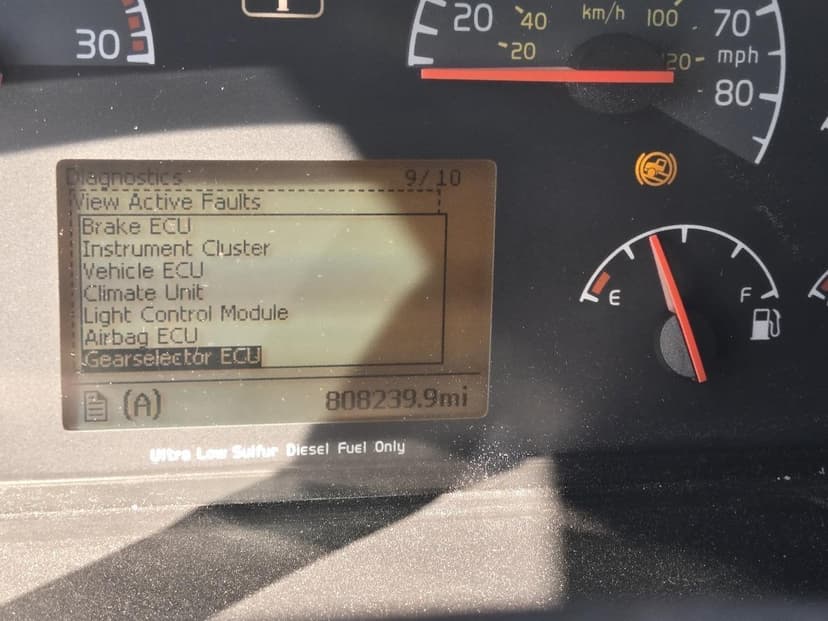 30
20 40 km/h 100 70
20 120 mph
80
Diagnostics 9/10
View Active Faults
Brake ECU
Instrument Cluster
Vehicle ECU
Climate Unit
Light Control Module
Airbag ECU
Gearselector ECU
E F
(A) 808239.9mi
Ultra Low Sulfur Diesel Fuel Only